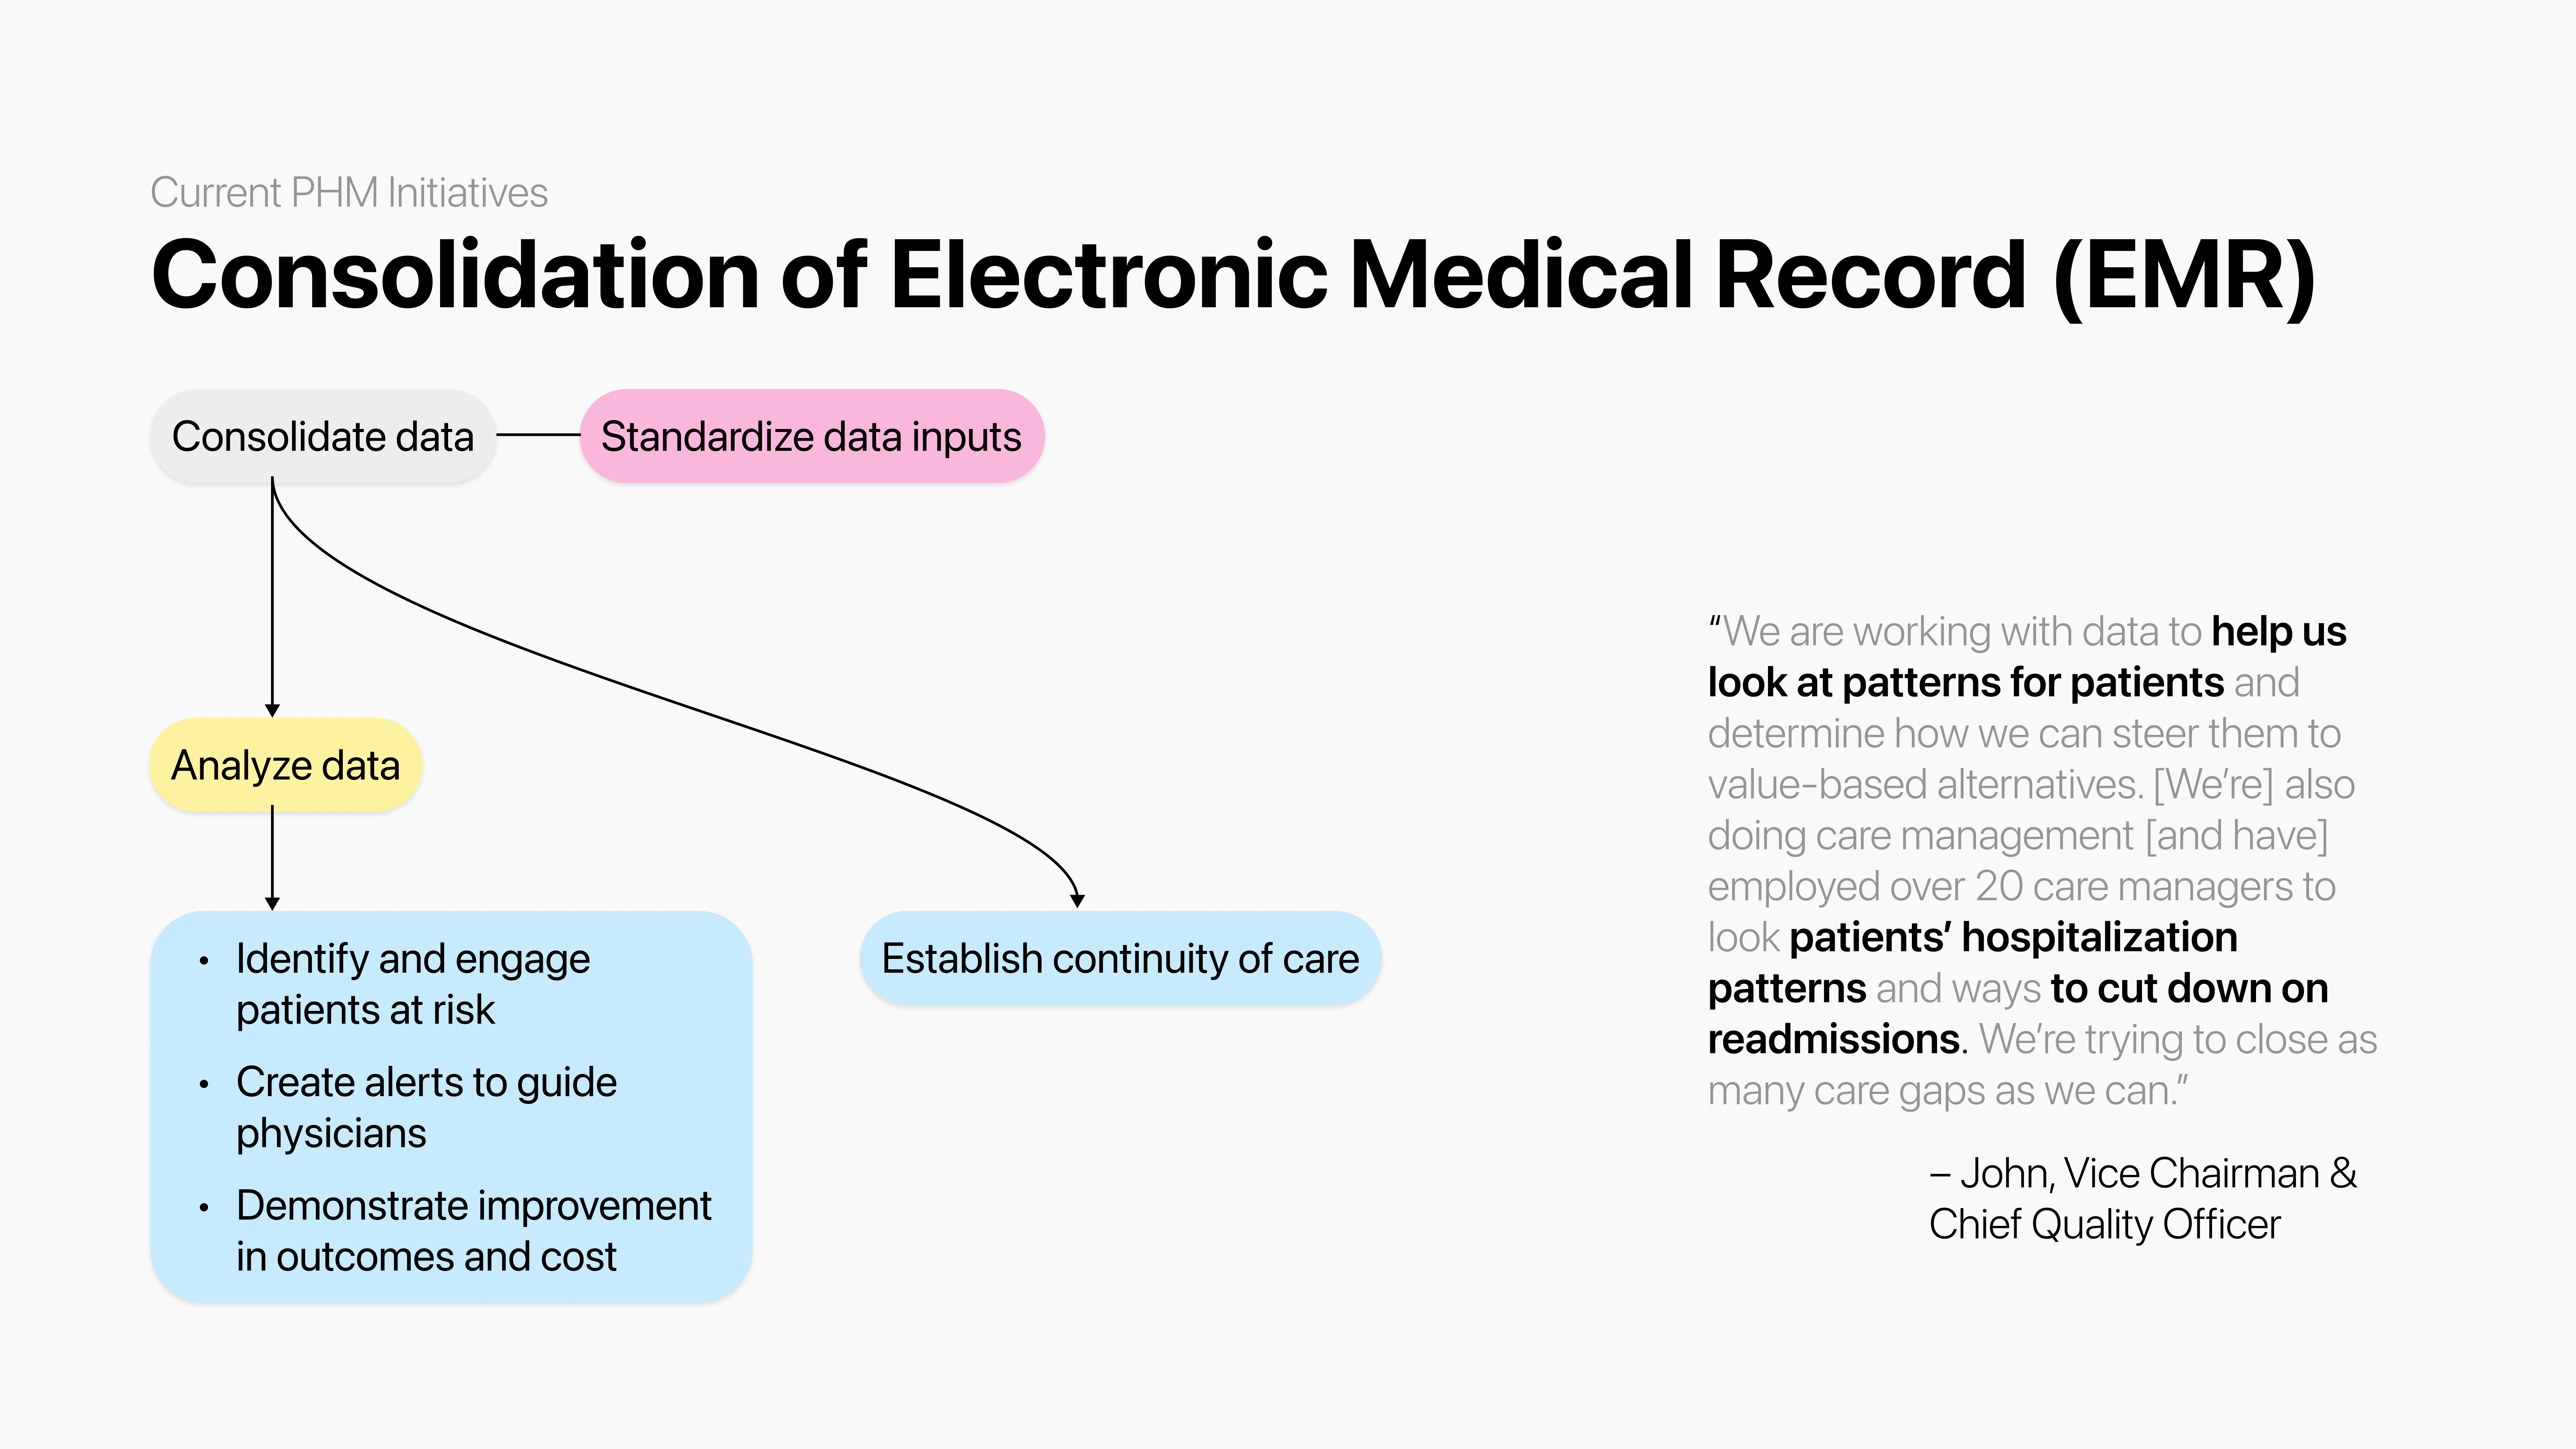 Current PHM Initiatives
Consolidation of Electronic Medical Record (EMR)
Consolidate data
Standardize data inputs
Analyze data
• Identify and engage
patients at risk
• Create alerts to guide
physicians
• Demonstrate improvement
in outcomes and cost
Establish continuity of care
“We are working with data to help us
look at patterns for patients and
determine how we can steer them to
value-based alternatives. [We’re] also
doing care management [and have]
employed over 20 care managers to
look patients’ hospitalization
patterns and ways to cut down on
readmissions. We’re trying to close as
many care gaps as we can.”
– John, Vice Chairman &
Chief Quality Officer